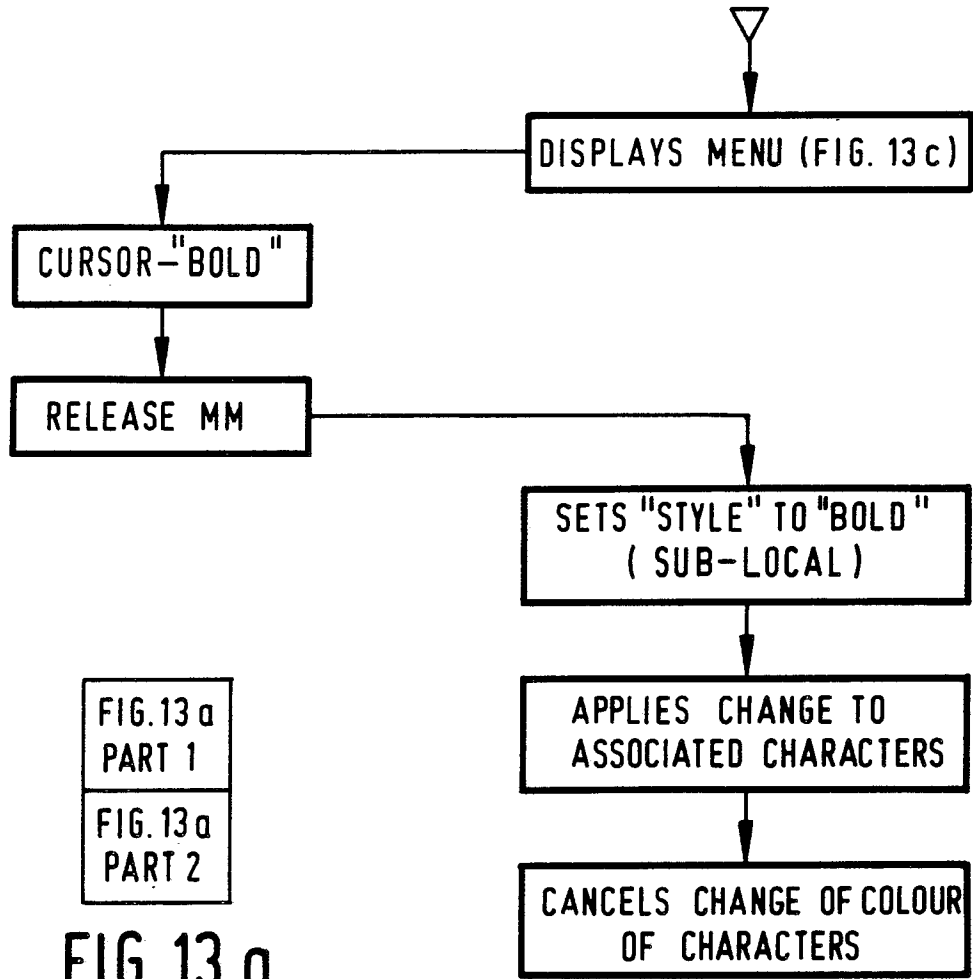 DISPLAYS MENU (FIG. 13c)
CURSOR-"BOLD"
RELEASE MM
SETS "STYLE" TO "BOLD"
(SUB-LOCAL)
APPLIES CHANGE TO
ASSOCIATED CHARACTERS
CANCELS CHANGE OF COLOUR
OF CHARACTERS
FIG.13a
PART 1
FIG.13a
PART 2
FIG 13a